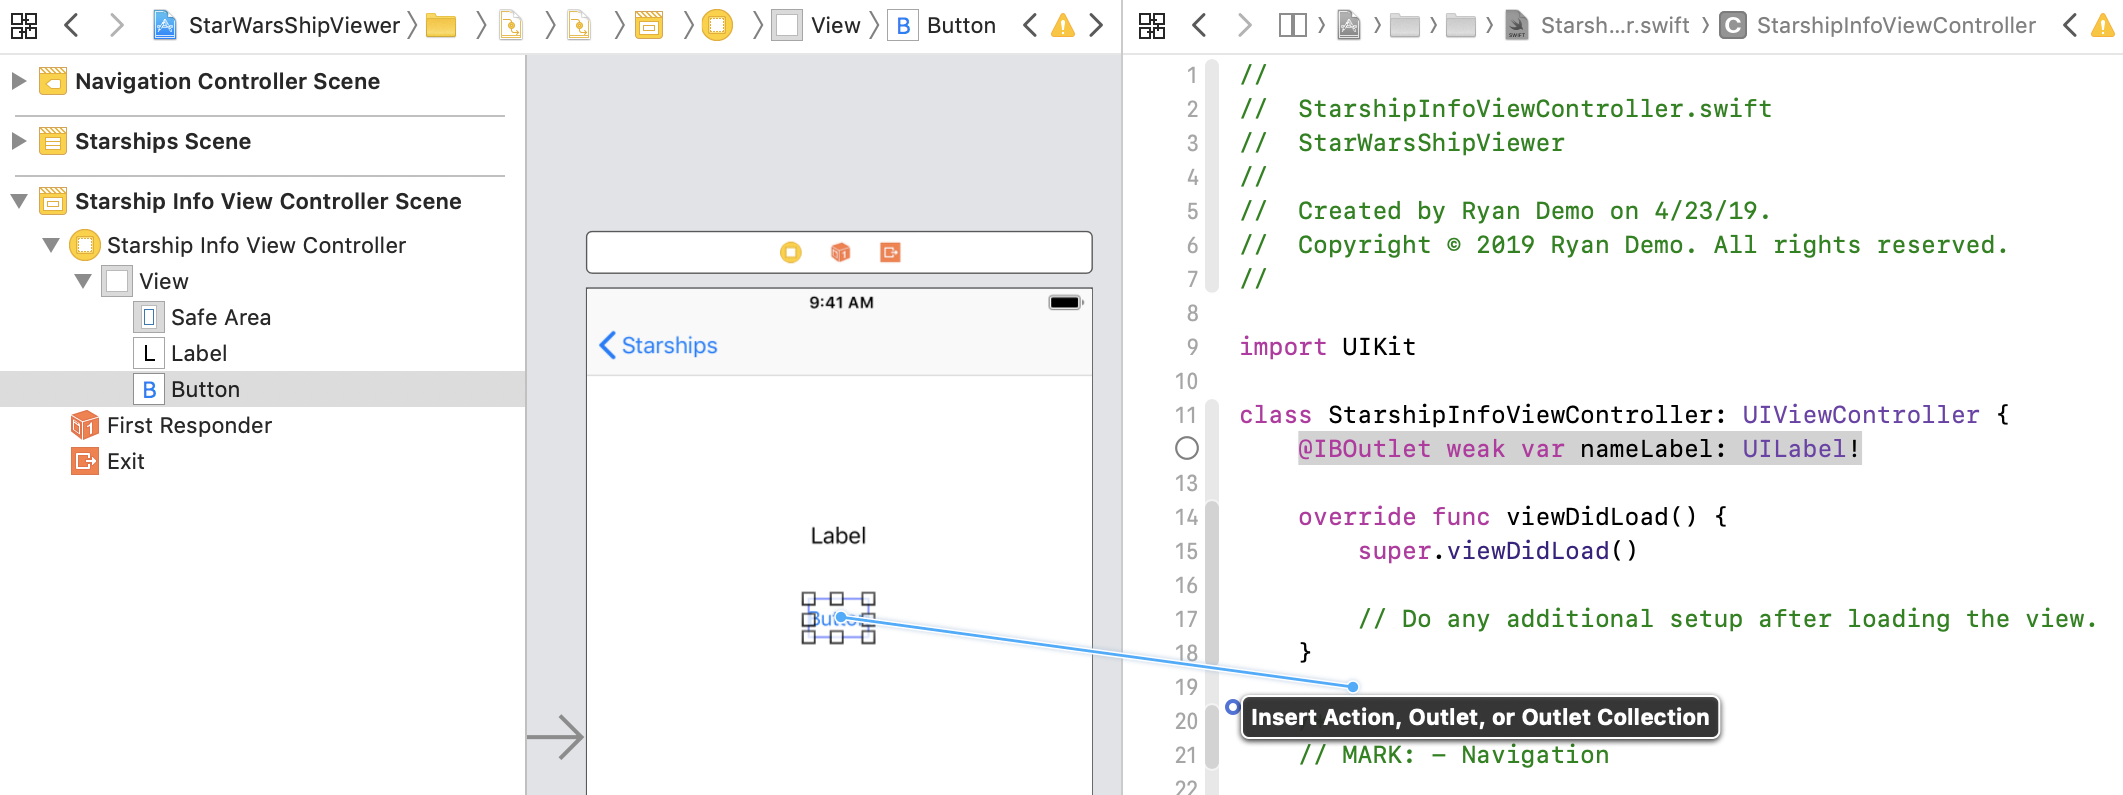 StarWarsShipViewer View B Button
Starsh...r.swift C StarshipInfoViewController
Navigation Controller Scene
Starships Scene
Starship Info View Controller Scene
Starship Info View Controller
View
Safe Area
L Label
B Button
First Responder
Exit
9:41 AM
Starships
Label
1 //
2 // StarshipInfoViewController.swift
3 // StarWarsShipViewer
4 //
5 // Created by Ryan Demo on 4/23/19.
6 // Copyright © 2019 Ryan Demo. All rights reserved.
7 //
8
9 import UIKit
10
11 class StarshipInfoViewController: UIViewController {
@IBOutlet weak var nameLabel: UILabel!
13
14 override func viewDidLoad() {
15 super.viewDidLoad()
16
17 // Do any additional setup after loading the view.
18 }
19
20 Insert Action, Outlet, or Outlet Collection
21 // MARK: - Navigation
22